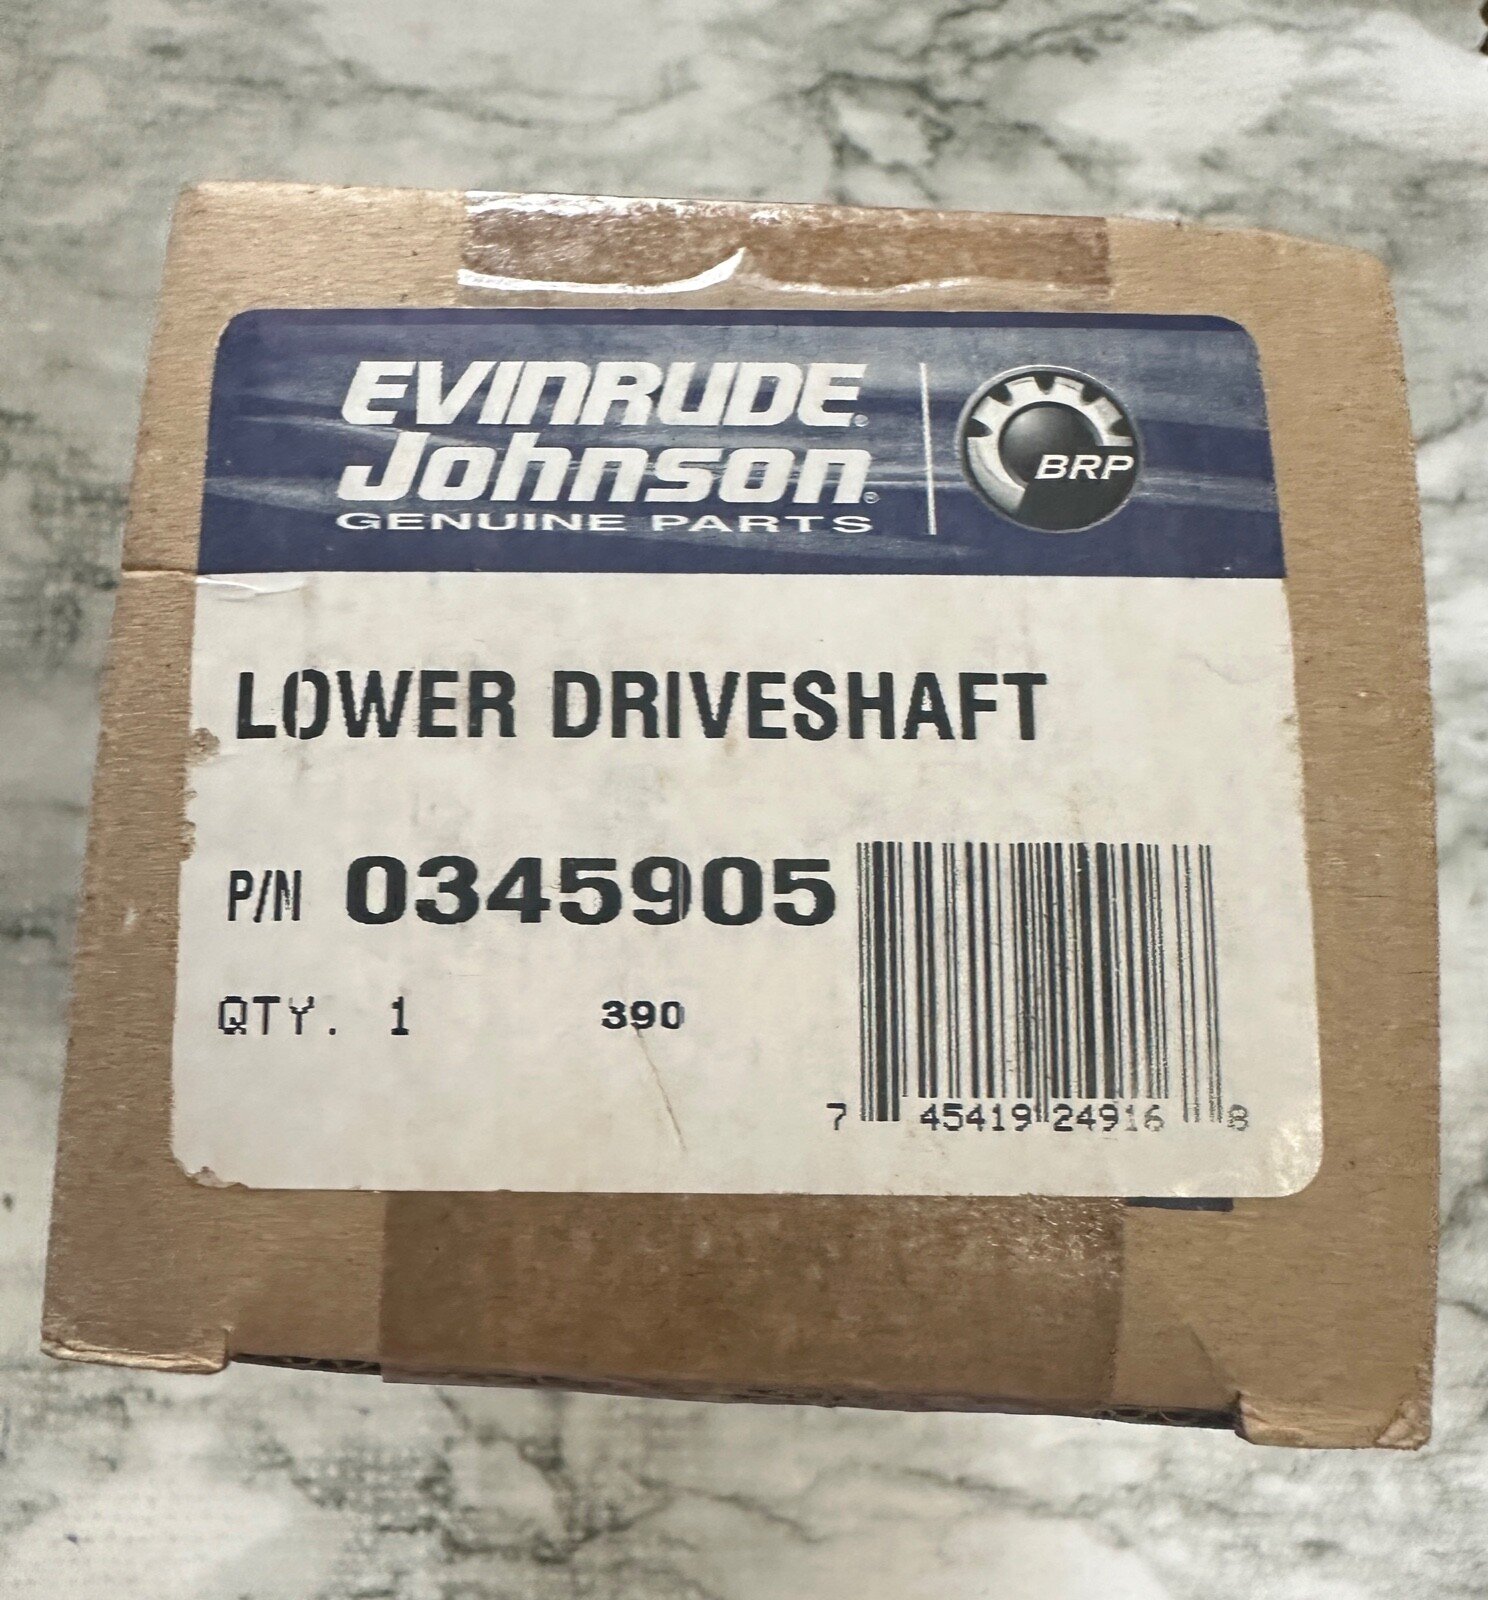 EVINRUDE®
Johnson®
GENUINE PARTS
BRP
LOWER DRIVESHAFT
P/N 0345905
QTY. 1 390
7 45419 24916 8